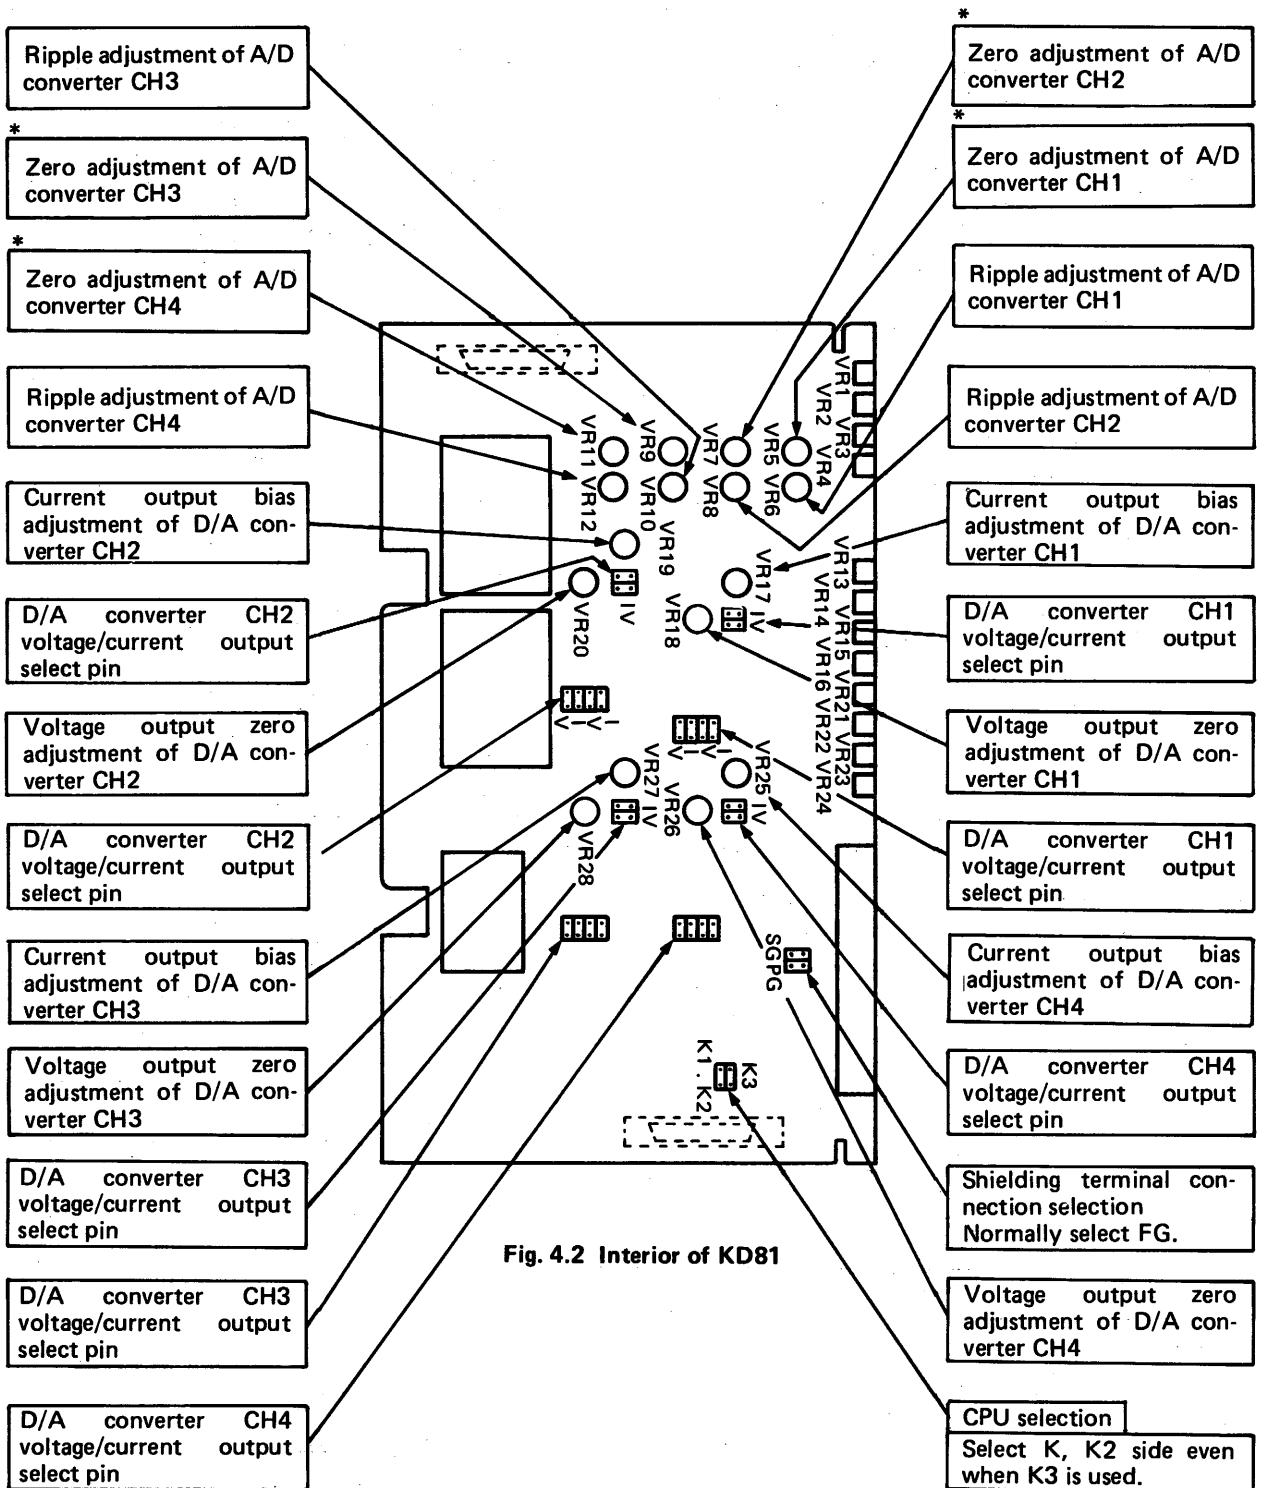 Ripple adjustment of A/D
converter CH3
*
Zero adjustment of A/D
converter CH3
*
Zero adjustment of A/D
converter CH4
Ripple adjustment of A/D
converter CH4
Current output bias
adjustment of D/A con-
verter CH2
D/A converter CH2
voltage/current output
select pin
Voltage output zero
adjustment of D/A con-
verter CH2
D/A converter CH2
voltage/current output
select pin
Current output bias
adjustment of D/A con-
verter CH3
Voltage output zero
adjustment of D/A con-
verter CH3
D/A converter CH3
voltage/current output
select pin
D/A converter CH3
voltage/current output
select pin
D/A converter CH4
voltage/current output
select pin
VR11
VR12
VR9
VR10
VR7
VR8
VR5
VR6
VR1
VR2
VR3
VR4
VR19
IV
VR20
VR17
IV
VR18
VR13
VR14
VR15
VR16
VR21
VR22
VR23
VR24
V-V-
V-V-
VR27
IV
VR28
VR25
IV
VR26
SG PG
K1 . K2
K3
Fig. 4.2 Interior of KD81
*
Zero adjustment of A/D
converter CH2
*
Zero adjustment of A/D
converter CH1
Ripple adjustment of A/D
converter CH1
Ripple adjustment of A/D
converter CH2
Current output bias
adjustment of D/A con-
verter CH1
D/A converter CH1
voltage/current output
select pin
Voltage output zero
adjustment of D/A con-
verter CH1
D/A converter CH1
voltage/current output
select pin
Current output bias
adjustment of D/A con-
verter CH4
D/A converter CH4
voltage/current output
select pin
Shielding terminal con-
nection selection
Normally select FG.
Voltage output zero
adjustment of D/A con-
verter CH4
CPU selection
Select K, K2 side even
when K3 is used.